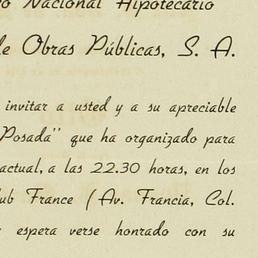 o Nacional Hipotecario
de Obras Públicas, S. A.
invitar a usted y a su apreciable
Posada" que ha organizado para
actual, a las 22.30 horas, en los
ub France (Av. Francia, Col.
espera verse honrado con su